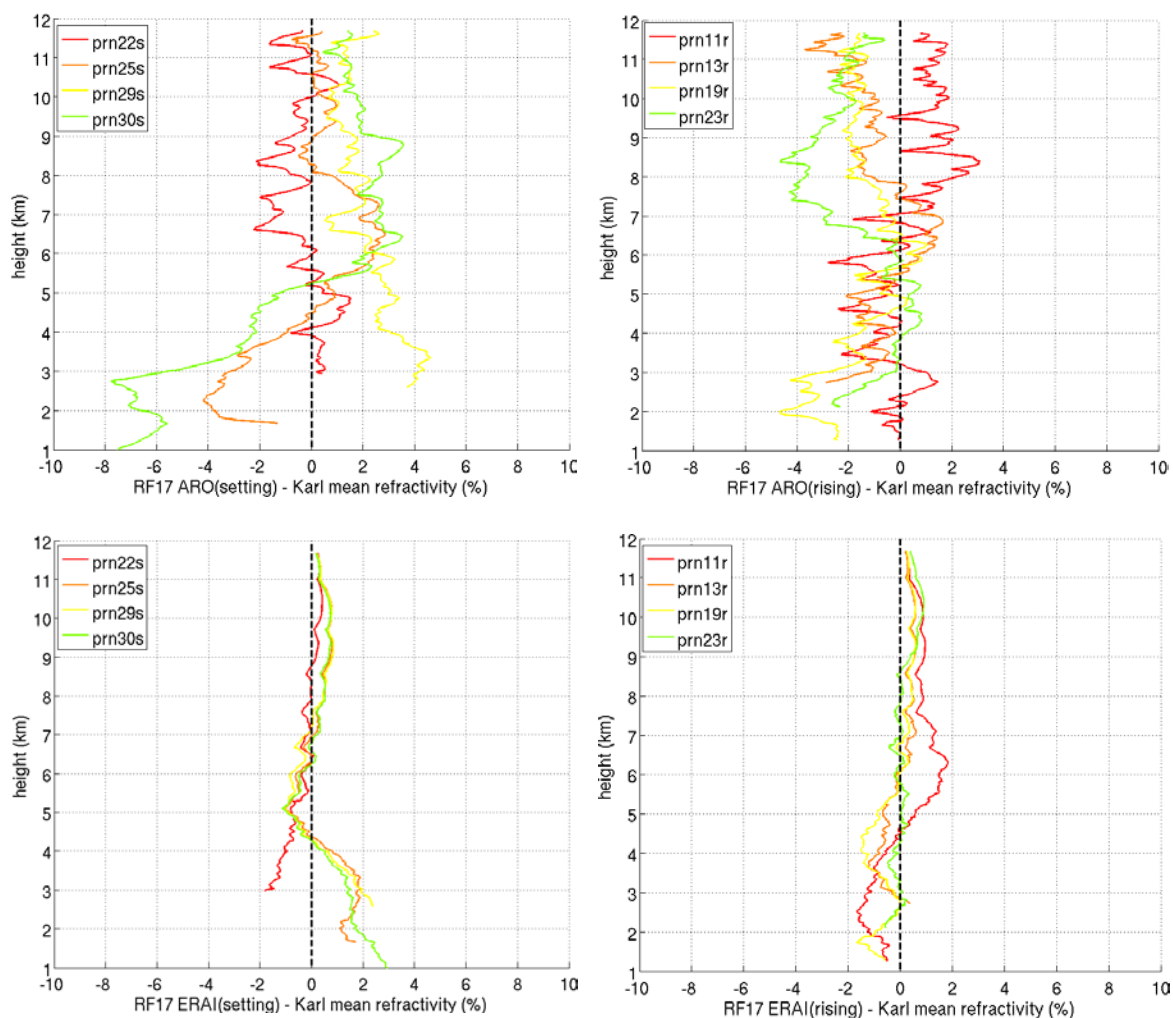 12
11
10
9
8
7
6
5
4
3
2
1
height (km)
prn22s
prn25s
prn29s
prn30s
-10 -8 -6 -4 -2 0 2 4 6 8 10
RF17 ARO(setting) - Karl mean refractivity (%)
12
11
10
9
8
7
6
5
4
3
2
1
height (km)
prn11r
prn13r
prn19r
prn23r
-10 -8 -6 -4 -2 0 2 4 6 8 10
RF17 ARO(rising) - Karl mean refractivity (%)
12
11
10
9
8
7
6
5
4
3
2
1
height (km)
prn22s
prn25s
prn29s
prn30s
-10 -8 -6 -4 -2 0 2 4 6 8 10
RF17 ERAI(setting) - Karl mean refractivity (%)
12
11
10
9
8
7
6
5
4
3
2
1
height (km)
prn11r
prn13r
prn19r
prn23r
-10 -8 -6 -4 -2 0 2 4 6 8 10
RF17 ERAI(rising) - Karl mean refractivity (%)